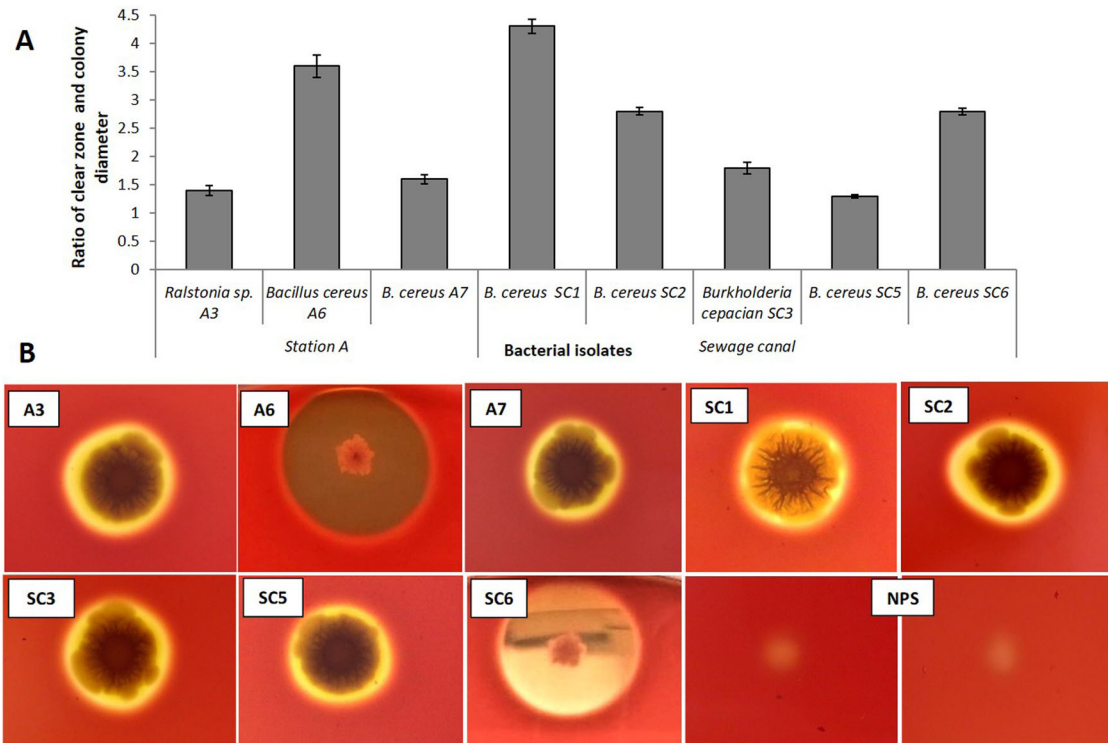 A
Ratio of clear zone and colony
diameter
4.5
4
3.5
3
2.5
2
1.5
1
0.5
0
Ralstonia sp.
A3
Bacillus cereus
A6
B. cereus A7
B. cereus SC1
B. cereus SC2
Burkholderia
cepacian SC3
B. cereus SC5
B. cereus SC6
Station A
Bacterial isolates
Sewage canal
B
A3
A6
A7
SC1
SC2
SC3
SC5
SC6
NPS